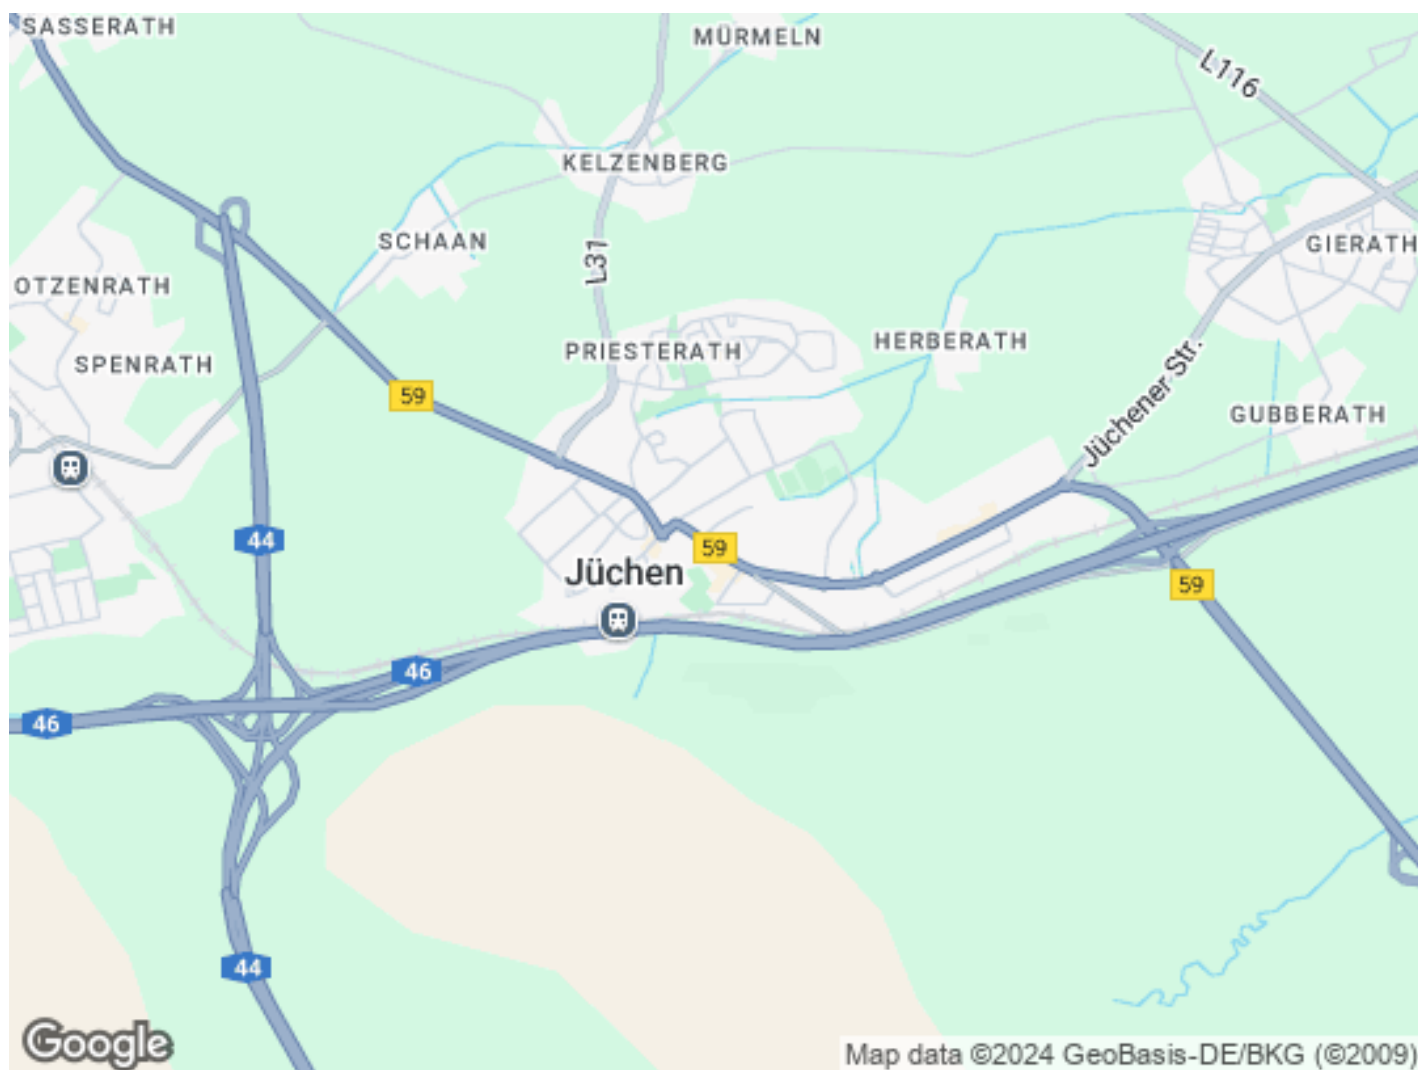 SASSERATH
MÜRMELN
L116
KELZENBERG
SCHAAN
L31
GIERATH
OTZENRATH
PRIESTERATH
HERBERATH
SPENRATH
59
Jüchener Str.
GUBBERATH
44
59
Jüchen
59
46
46
44
Google
Map data ©2024 GeoBasis-DE/BKG (©2009)